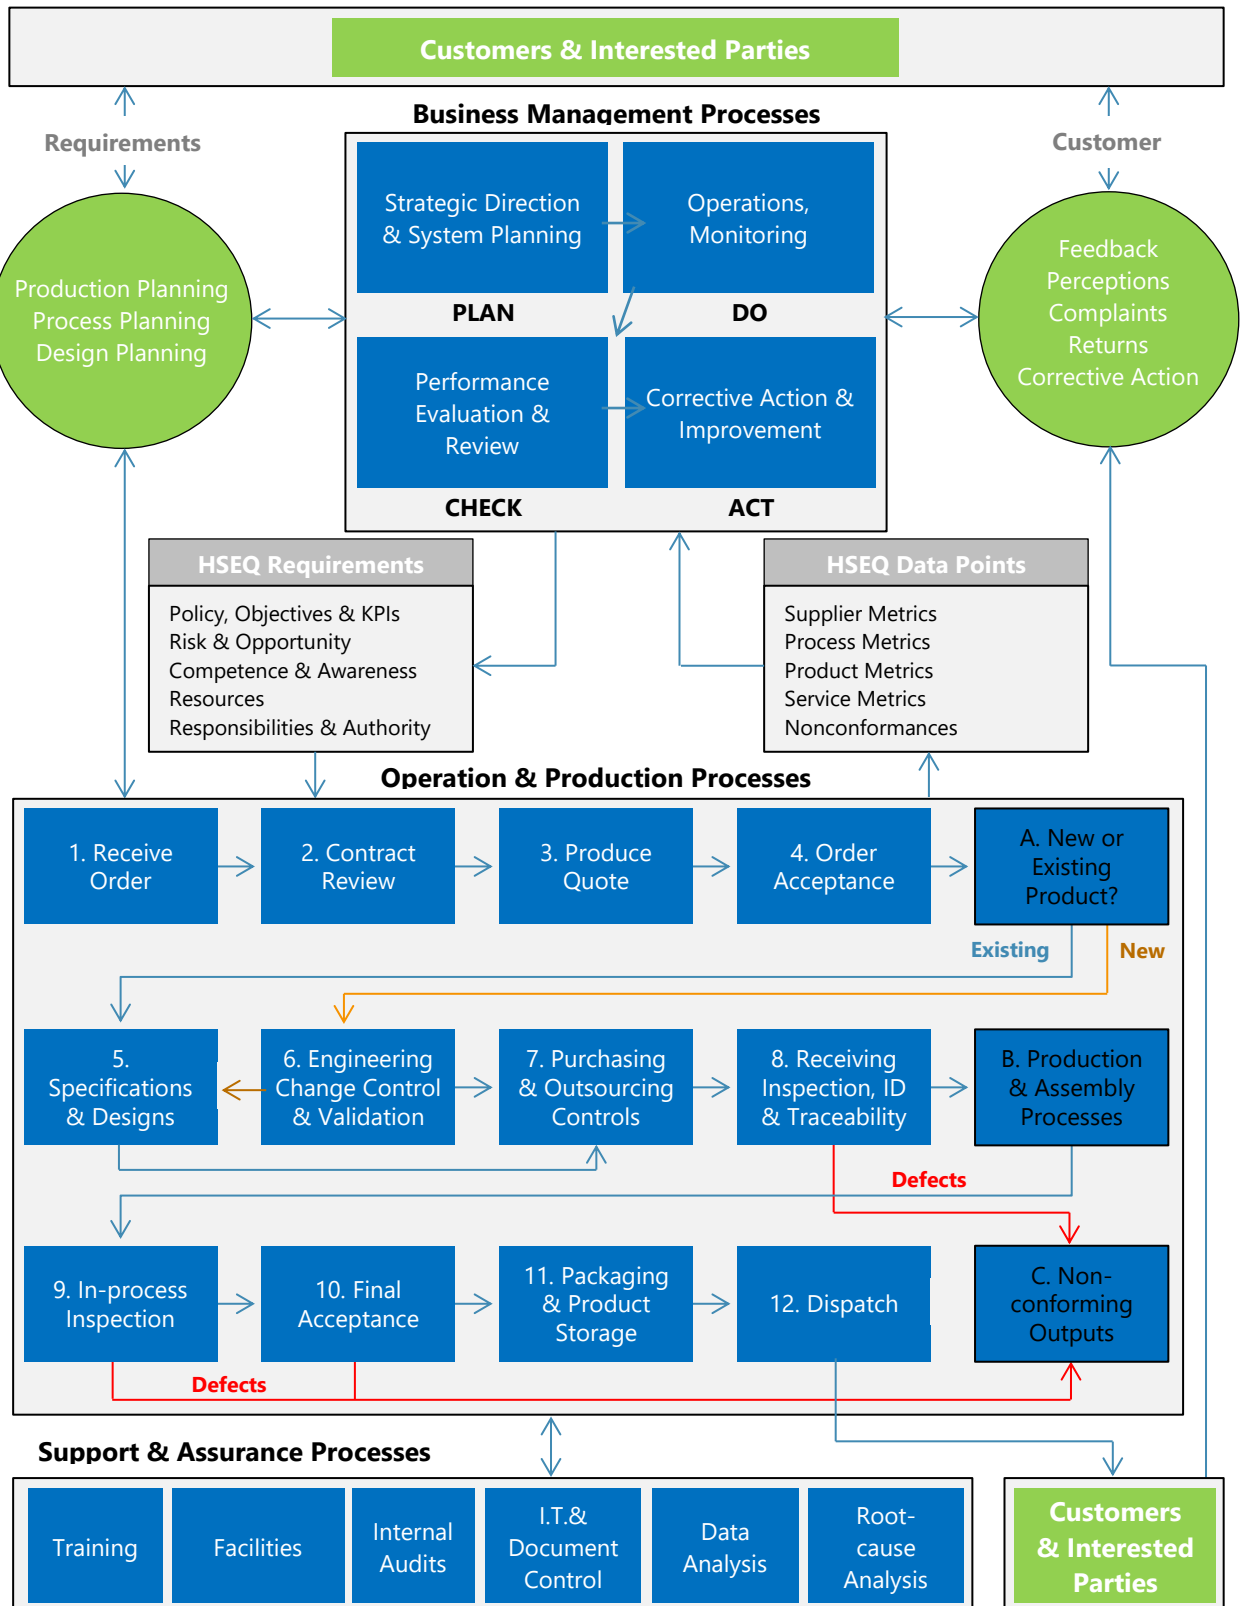 Customers & Interested Parties
Business Management Processes
Requirements
Customer
Strategic Direction
& System Planning
Operations,
Monitoring
PLAN
DO
Production Planning
Process Planning
Design Planning
Feedback
Perceptions
Complaints
Returns
Corrective Action
Performance
Evaluation &
Review
Corrective Action &
Improvement
CHECK
ACT
HSEQ Requirements
Policy, Objectives & KPIs
Risk & Opportunity
Competence & Awareness
Resources
Responsibilities & Authority
HSEQ Data Points
Supplier Metrics
Process Metrics
Product Metrics
Service Metrics
Nonconformances
Operation & Production Processes
1. Receive
Order
2. Contract
Review
3. Produce
Quote
4. Order
Acceptance
A. New or
Existing
Product?
Existing
New
5.
Specifications
& Designs
6. Engineering
Change Control
& Validation
7. Purchasing
& Outsourcing
Controls
8. Receiving
Inspection, ID
& Traceability
B. Production
& Assembly
Processes
Defects
9. In-process
Inspection
10. Final
Acceptance
11. Packaging
& Product
Storage
12. Dispatch
C. Non-
conforming
Outputs
Defects
Support & Assurance Processes
Training
Facilities
Internal
Audits
I.T.&
Document
Control
Data
Analysis
Root-
cause
Analysis
Customers
& Interested
Parties